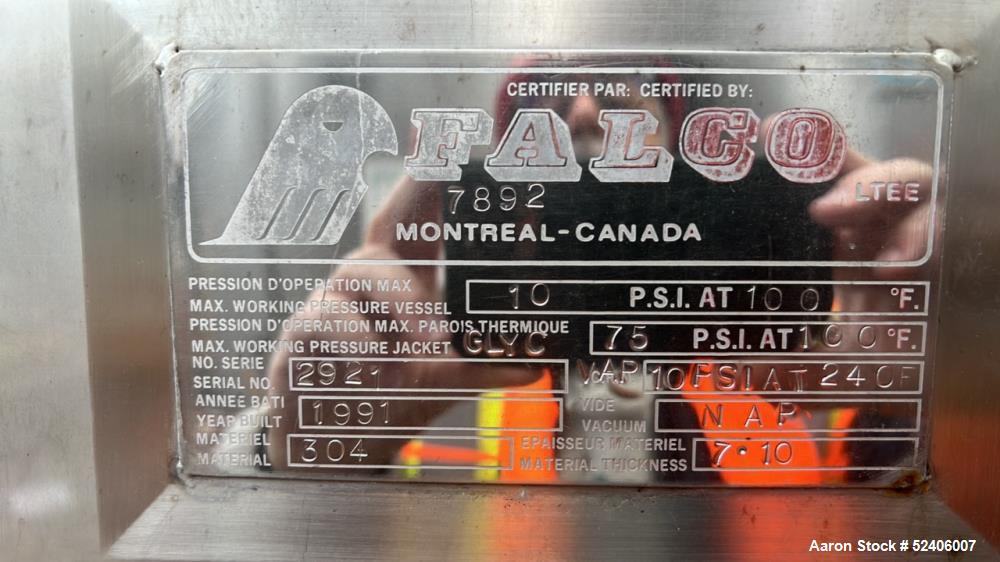 CERTIFIER PAR: CERTIFIED BY:
FALCO
7892
LTEE
MONTREAL-CANADA
PRESSION D'OPERATION MAX
MAX. WORKING PRESSURE VESSEL 10 P.S.I. AT 100 °F.
PRESSION D'OPERATION MAX. PAROIS THERMIQUE
MAX. WORKING PRESSURE JACKET GLYC 75 P.S.I. AT 100 °F.
NO. SERIE
SERIAL NO. 2921 VAP 10PSI AT 240F
ANNEE BATI VIDE
YEAR BUILT 1991 VACUUM N AP
MATERIEL EPAISSEUR MATERIEL
MATERIAL 304 MATERIAL THICKNESS 7·10
Aaron Stock # 52406007